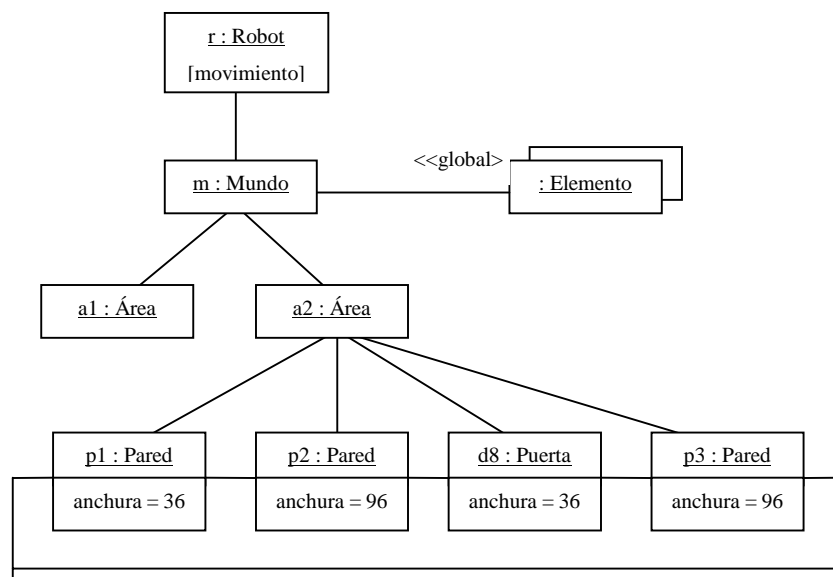 r : Robot
[movimiento]
<<global>
m : Mundo
: Elemento
a1 : Área
a2 : Área
p1 : Pared
p2 : Pared
d8 : Puerta
p3 : Pared
anchura = 36
anchura = 96
anchura = 36
anchura = 96